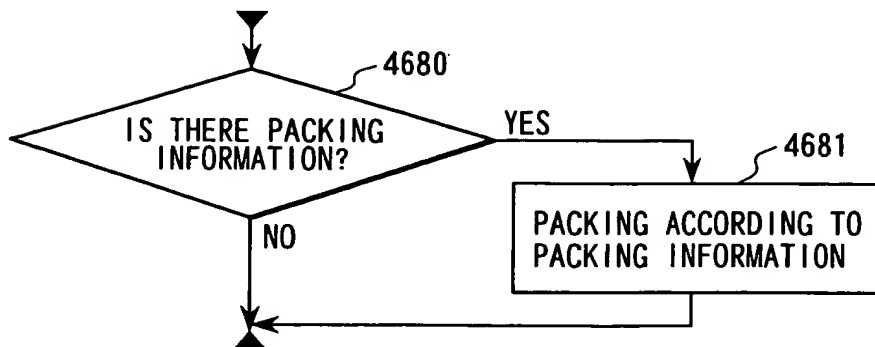 4680
IS THERE PACKING
INFORMATION?
YES
4681
PACKING ACCORDING TO
PACKING INFORMATION
NO